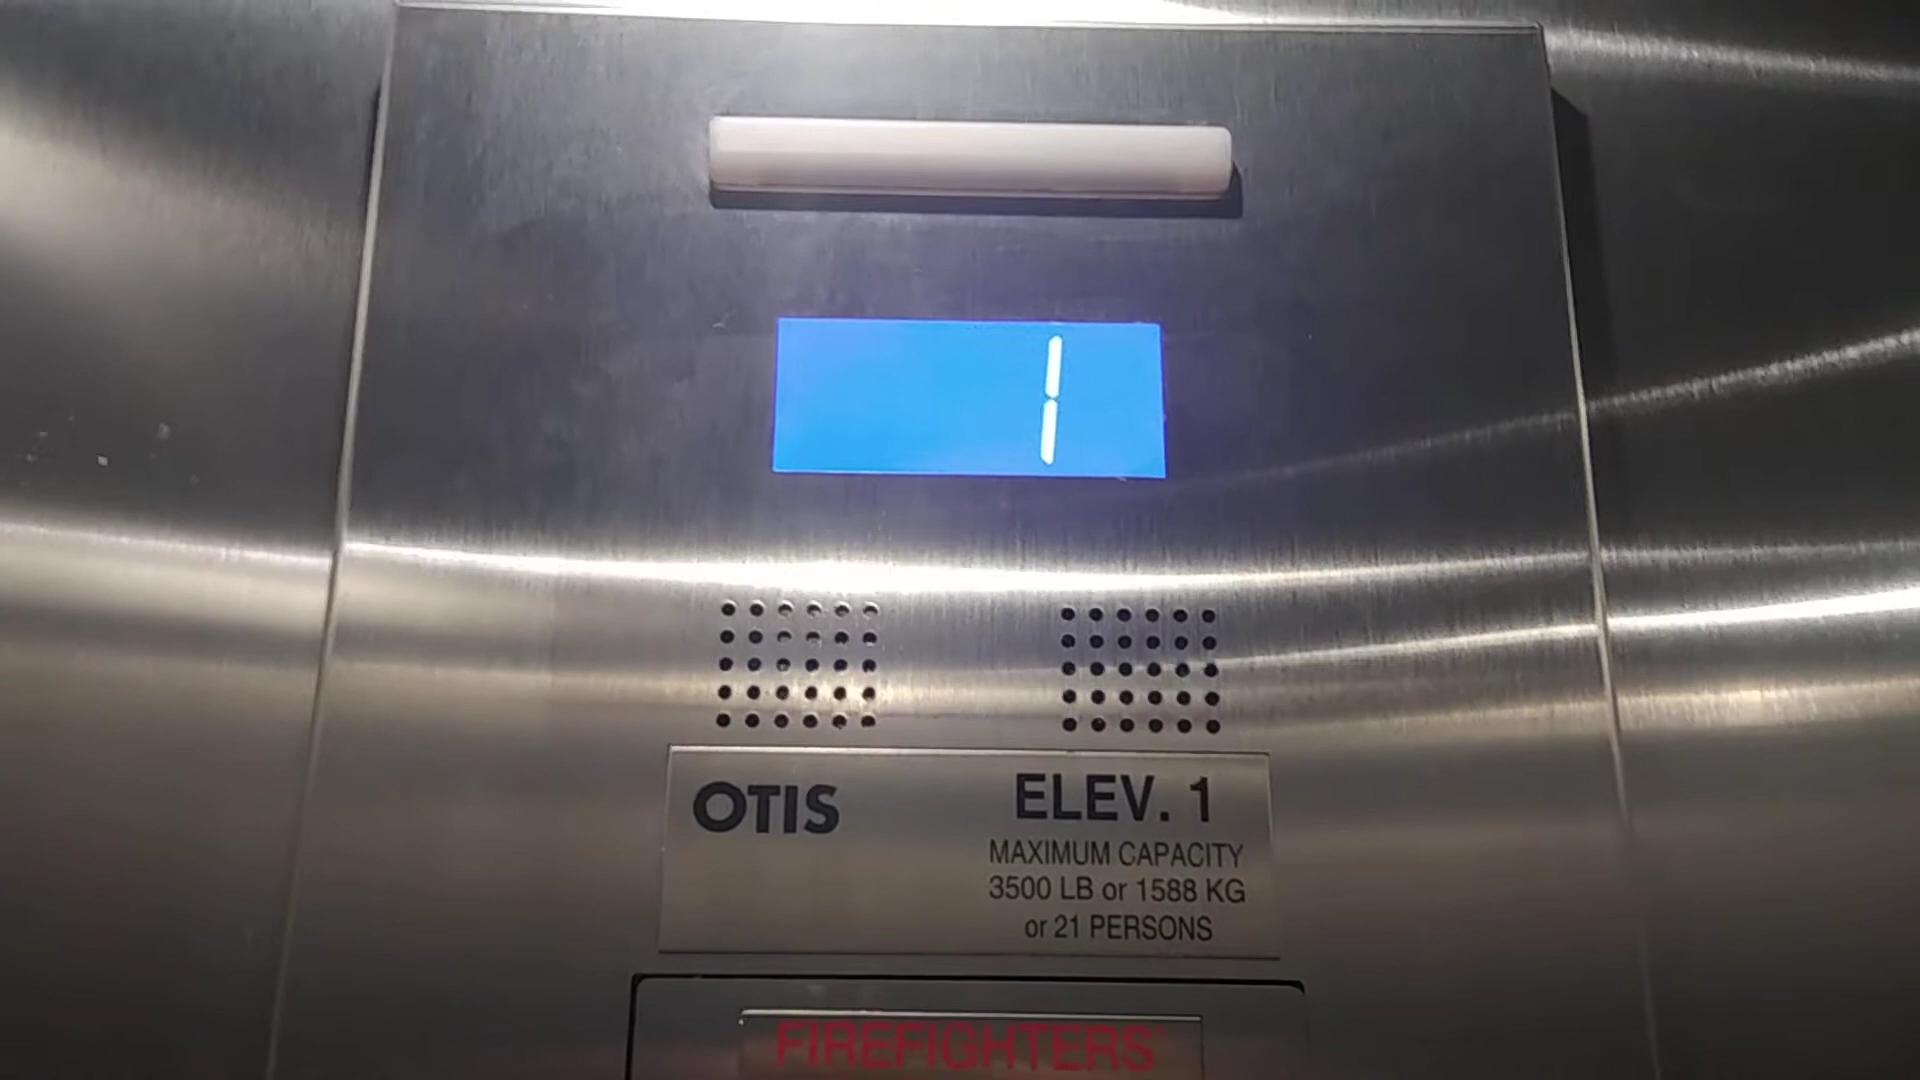 1
OTIS
ELEV. 1
MAXIMUM CAPACITY
3500 LB or 1588 KG
or 21 PERSONS
FIREFIGHTERS'